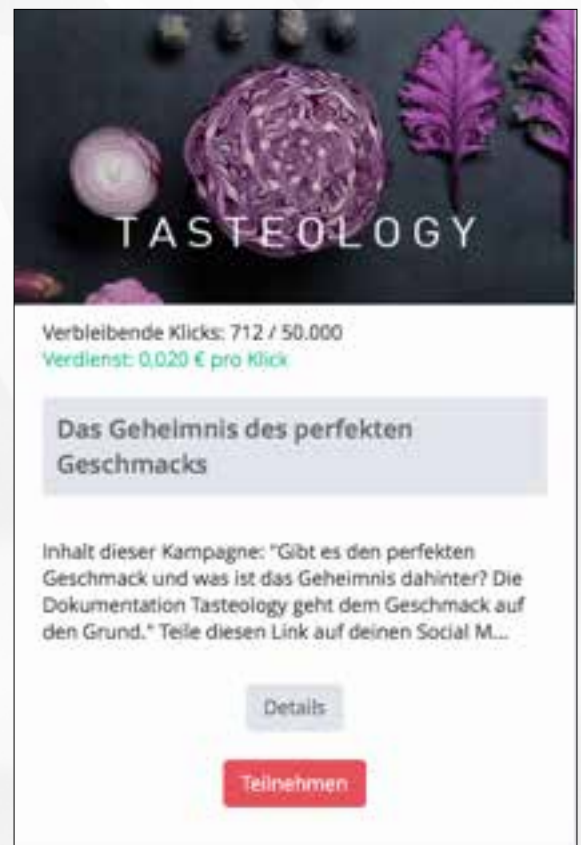 TASTEOLOGY
Verbleibende Klicks: 712 / 50.000
Verdienst: 0,020 € pro Klick
Das Geheimnis des perfekten
Geschmacks
Inhalt dieser Kampagne: "Gibt es den perfekten
Geschmack und was ist das Geheimnis dahinter? Die
Dokumentation Tasteology geht dem Geschmack auf
den Grund." Teile diesen Link auf deinen Social M...
Details
Teilnehmen